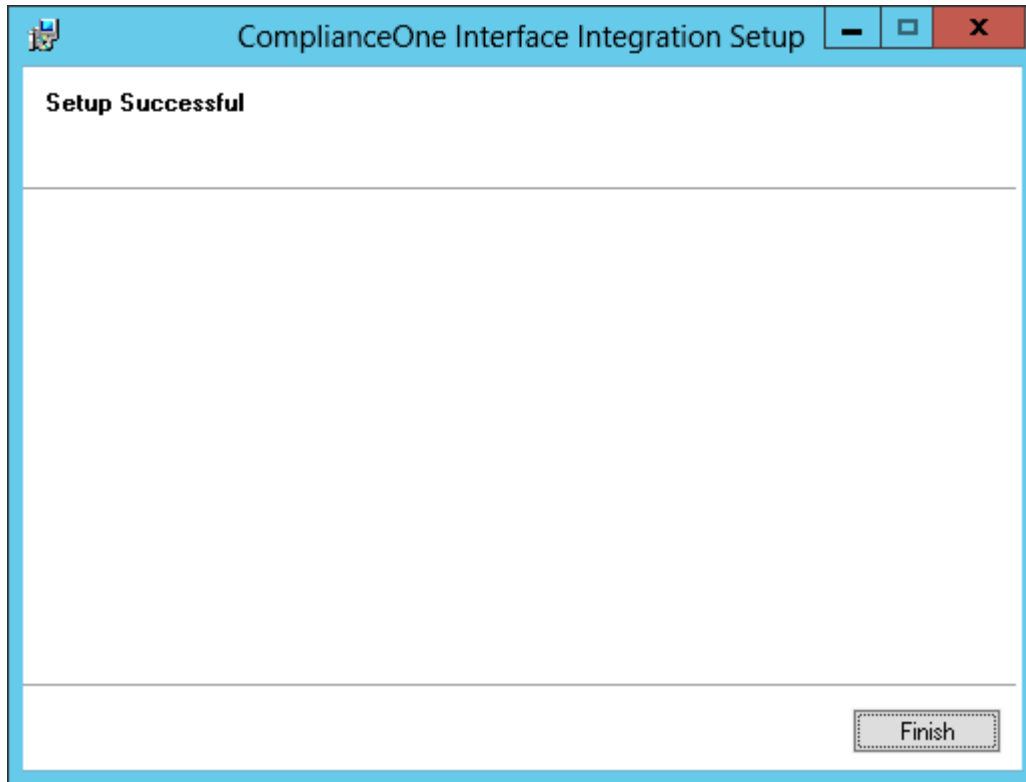 ComplianceOne Interface Integration Setup
Setup Successful
Finish